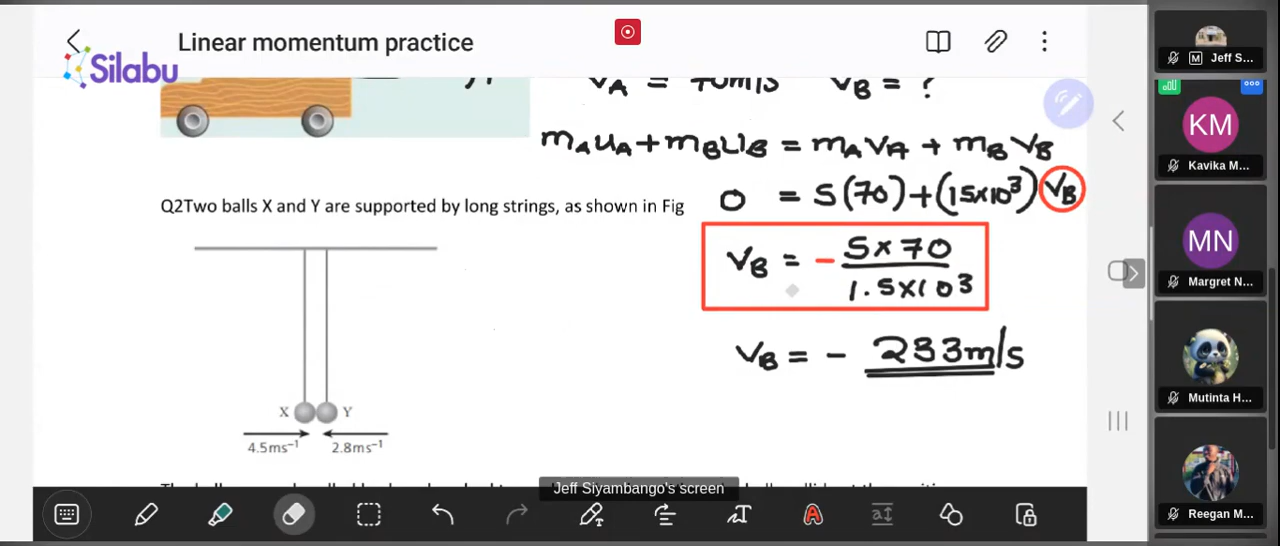 Linear momentum practice
Silabu
VA = 70m/s VB = ?
mAuA + mBUB = mAVA + mBVB
0 = 5(70) + (15x10³)VB
Q2Two balls X and Y are supported by long strings, as shown in Fig
VB = - 5x70
1.5x10³
VB = - 233m/s
X Y
4.5ms⁻¹ 2.8ms⁻¹
Jeff Siyambango's screen
Jeff S...
M
KM
Kavika M...
MN
Margret N...
Mutinta H...
Reegan M...